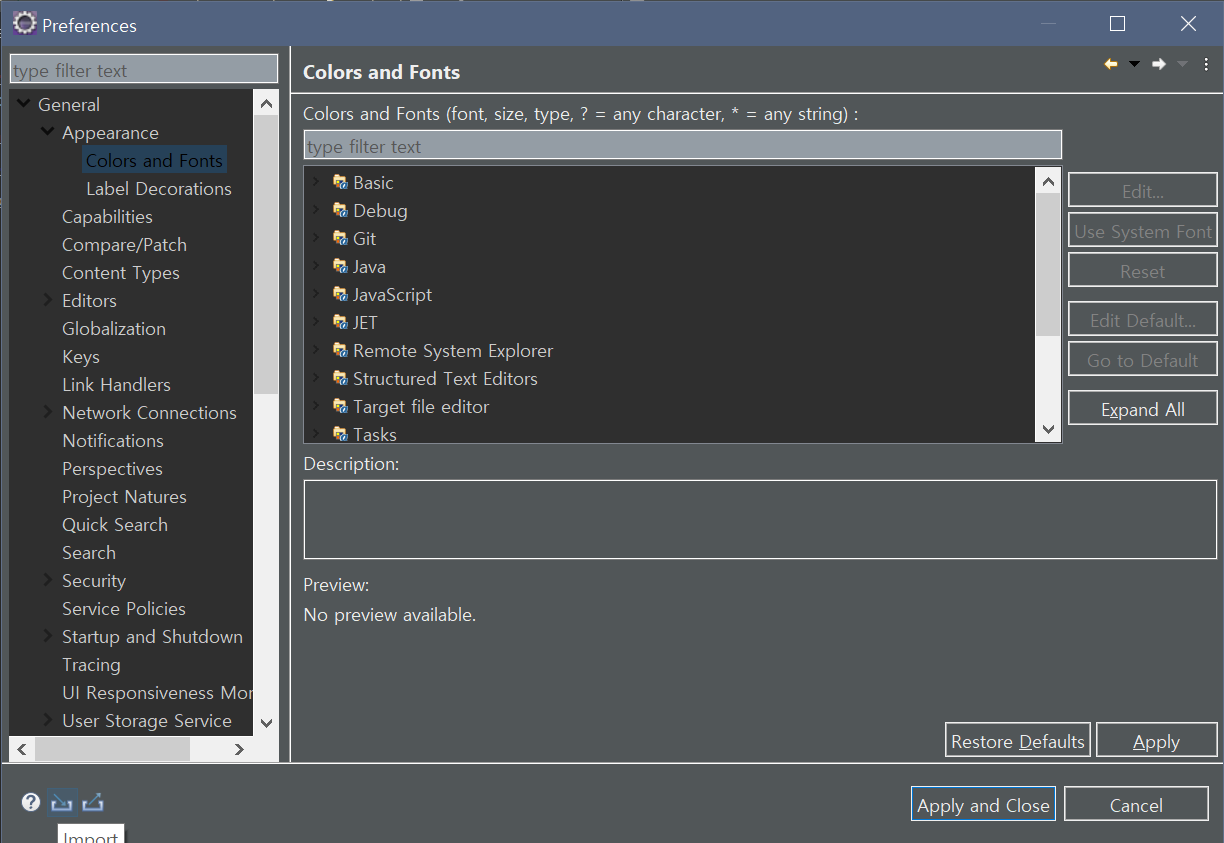 Preferences
type filter text
General
Appearance
Colors and Fonts
Label Decorations
Capabilities
Compare/Patch
Content Types
Editors
Globalization
Keys
Link Handlers
Network Connections
Notifications
Perspectives
Project Natures
Quick Search
Search
Security
Service Policies
Startup and Shutdown
Tracing
UI Responsiveness Mor
User Storage Service
Colors and Fonts
Colors and Fonts (font, size, type, ? = any character, * = any string) :
type filter text
Basic
Debug
Git
Java
JavaScript
JET
Remote System Explorer
Structured Text Editors
Target file editor
Tasks
Edit...
Use System Font
Reset
Edit Default...
Go to Default
Expand All
Description:
Preview:
No preview available.
Restore Defaults
Apply
Apply and Close
Cancel
Import